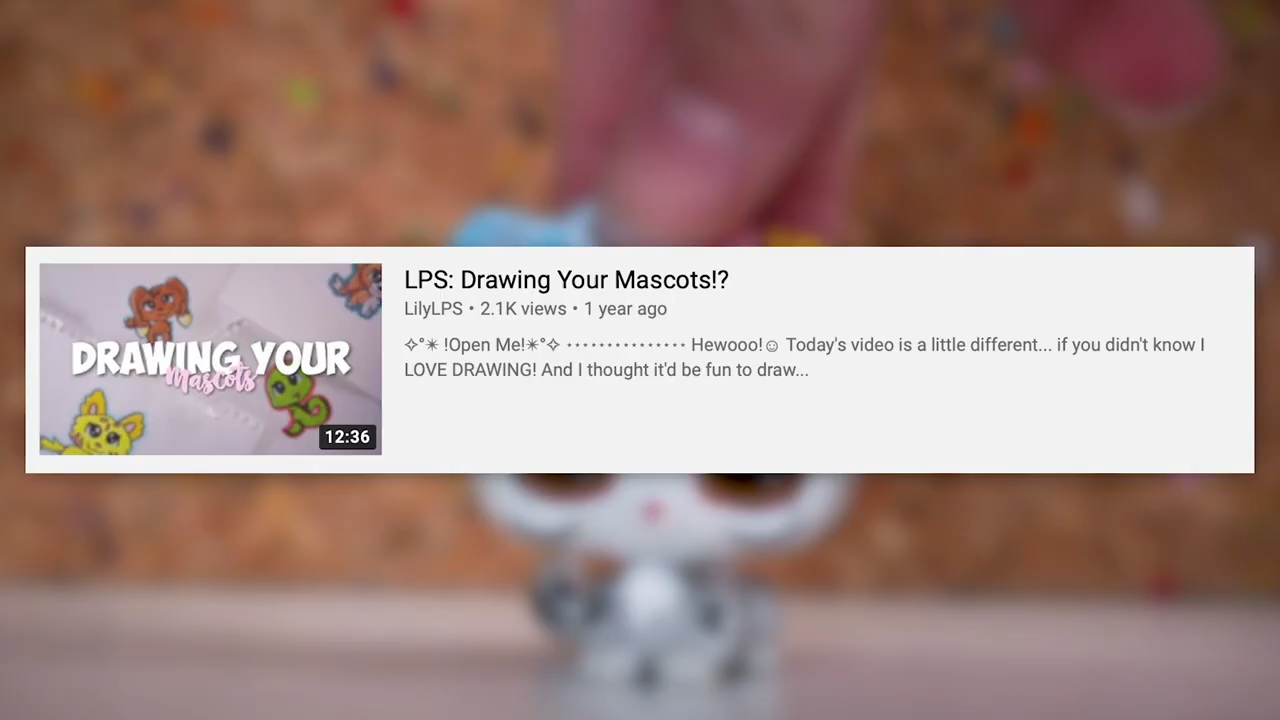 LPS: Drawing Your Mascots!?
LilyLPS • 2.1K views • 1 year ago
✧°✴ !Open Me!✴°✧ ··············· Hewooo!☺ Today's video is a little different... if you didn't know I
LOVE DRAWING! And I thought it'd be fun to draw...
DRAWING YOUR
Mascots
12:36